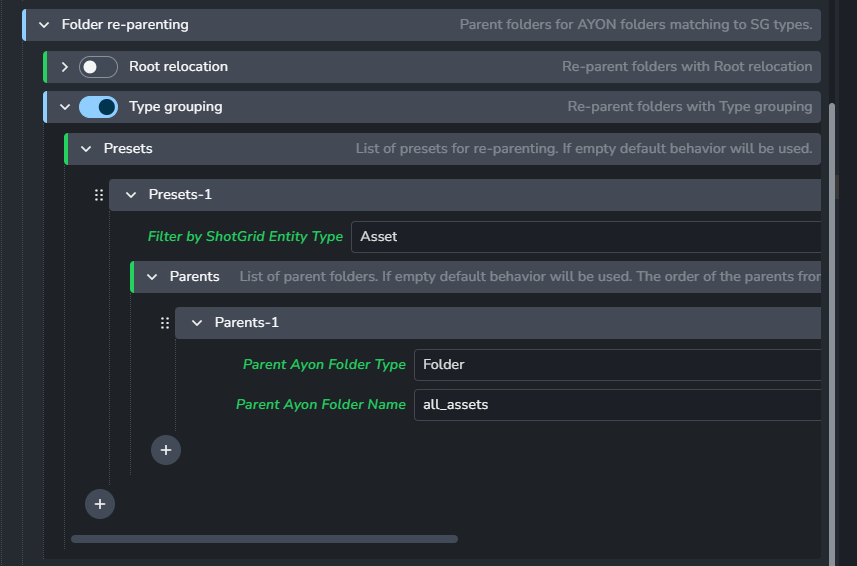 Folder re-parenting Parent folders for AYON folders matching to SG types.
Root relocation Re-parent folders with Root relocation
Type grouping Re-parent folders with Type grouping
Presets List of presets for re-parenting. If empty default behavior will be used.
Presets-1
Filter by ShotGrid Entity Type Asset
Parents List of parent folders. If empty default behavior will be used. The order of the parents from
Parents-1
Parent Ayon Folder Type Folder
Parent Ayon Folder Name all_assets
+
+